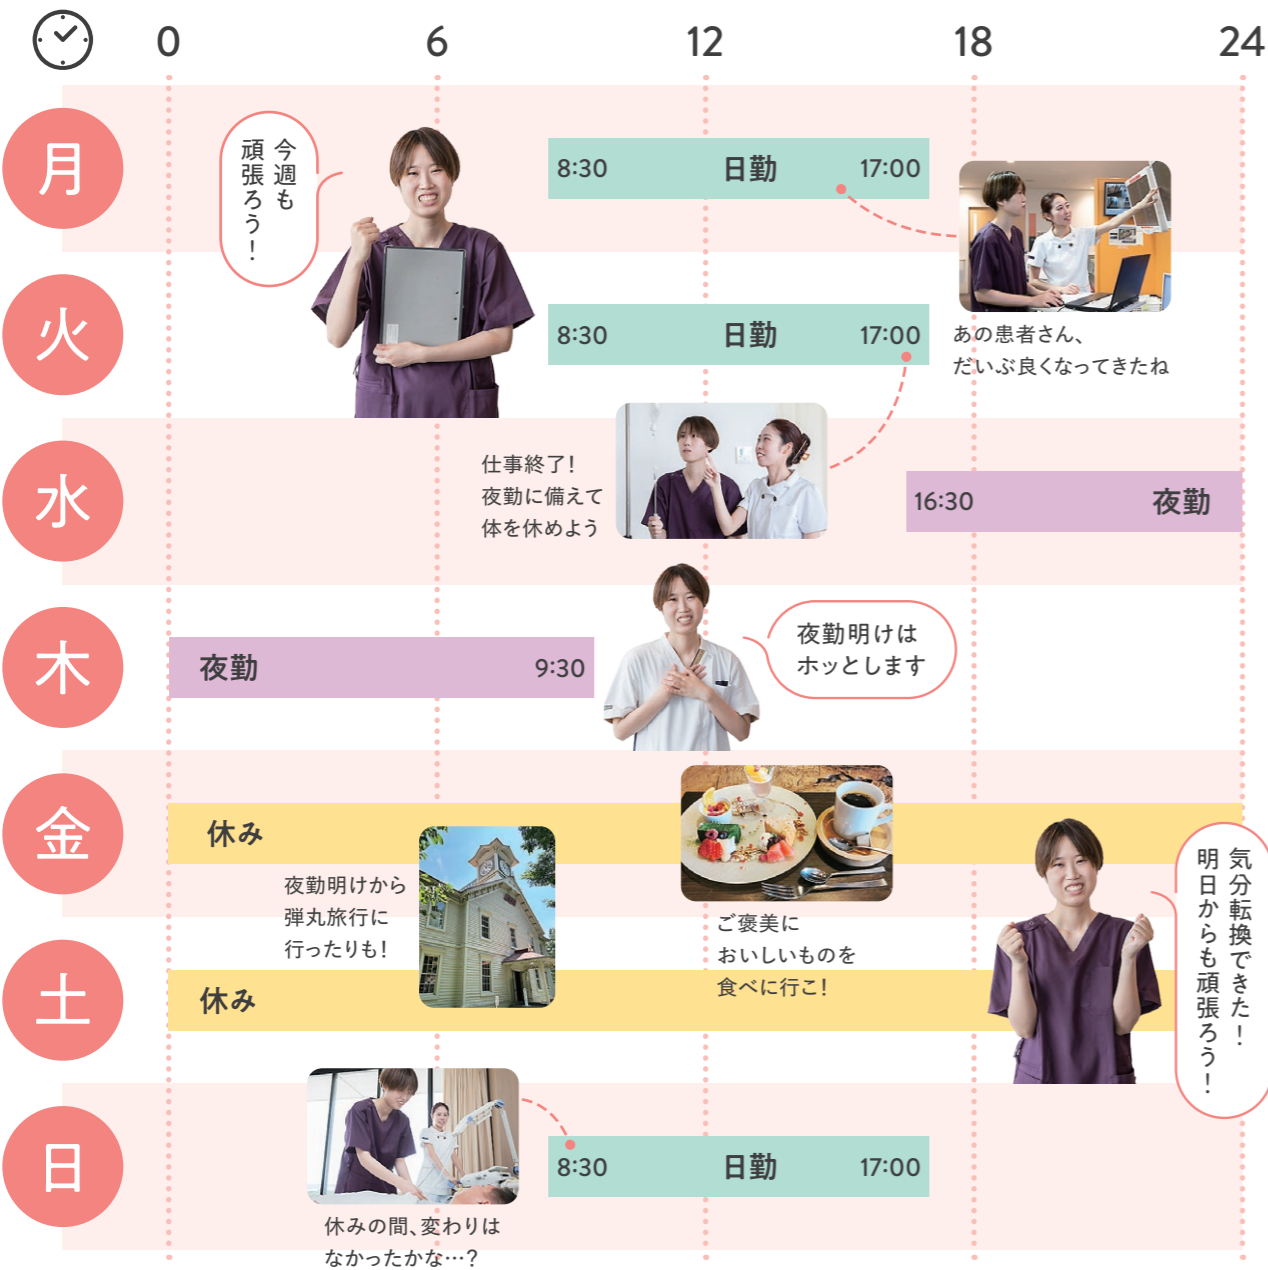 0 6 12 18 24
月
今週も
頑張ろう！
8:30 日勤 17:00
あの患者さん、
だいぶ良くなってきたね
火
8:30 日勤 17:00
仕事終了！
夜勤に備えて
体を休めよう
水
16:30 夜勤
木
夜勤 9:30
夜勤明けは
ホッとします
金
休み
夜勤明けから
弾丸旅行に
行ったりも！
ご褒美に
おいしいものを
食べに行こ！
気分転換できた！
明日からも頑張ろう！
土
休み
日
8:30 日勤 17:00
休みの間、変わりは
なかったかな…？